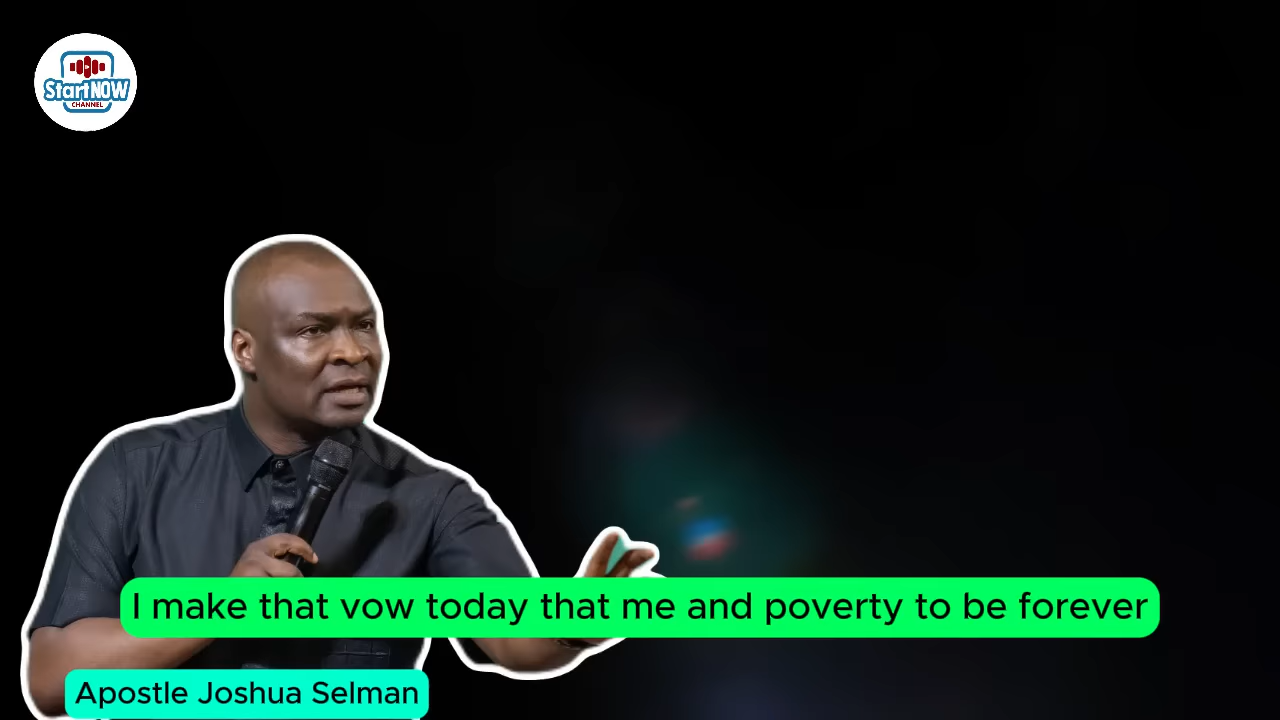 StartNOW
CHANNEL
I make that vow today that me and poverty to be forever
Apostle Joshua Selman